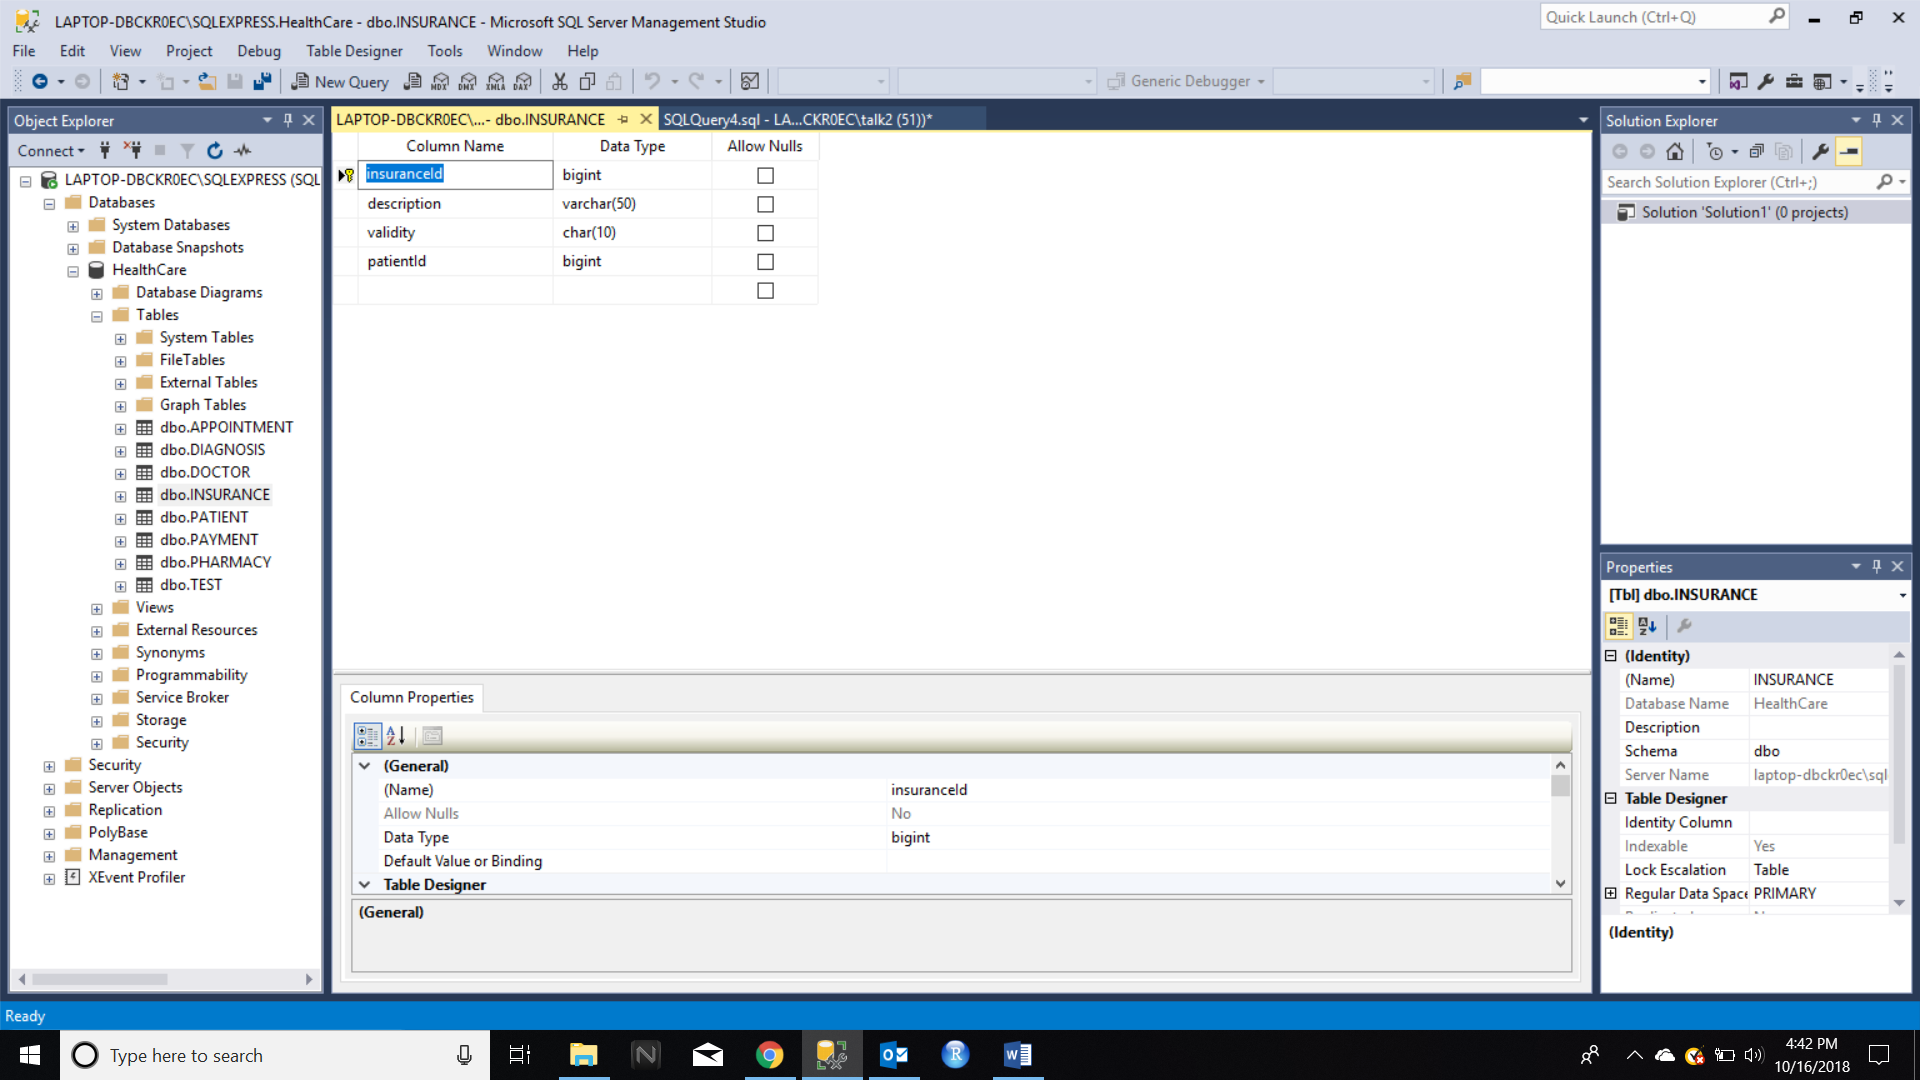 LAPTOP-DBCKR0EC\SQLEXPRESS.HealthCare - dbo.INSURANCE - Microsoft SQL Server Management Studio
Quick Launch (Ctrl+Q)
File Edit View Project Debug Table Designer Tools Window Help
New Query MDX DMX XMLA DAX Generic Debugger
Object Explorer
Connect
LAPTOP-DBCKR0EC\SQLEXPRESS (SQL
Databases
System Databases
Database Snapshots
HealthCare
Database Diagrams
Tables
System Tables
FileTables
External Tables
Graph Tables
dbo.APPOINTMENT
dbo.DIAGNOSIS
dbo.DOCTOR
dbo.INSURANCE
dbo.PATIENT
dbo.PAYMENT
dbo.PHARMACY
dbo.TEST
Views
External Resources
Synonyms
Programmability
Service Broker
Storage
Security
Security
Server Objects
Replication
PolyBase
Management
XEvent Profiler
LAPTOP-DBCKR0EC\...- dbo.INSURANCE SQLQuery4.sql - LA...CKR0EC\talk2 (51))*
Column Name Data Type Allow Nulls
insuranceId bigint
description varchar(50)
validity char(10)
patientId bigint
Column Properties
(General)
(Name) insuranceId
Allow Nulls No
Data Type bigint
Default Value or Binding
Table Designer
(General)
Solution Explorer
Search Solution Explorer (Ctrl+;)
Solution 'Solution1' (0 projects)
Properties
[Tbl] dbo.INSURANCE
(Identity)
(Name) INSURANCE
Database Name HealthCare
Description
Schema dbo
Server Name laptop-dbckr0ec\sql
Table Designer
Identity Column
Indexable Yes
Lock Escalation Table
Regular Data Space PRIMARY
(Identity)
Ready
Type here to search
4:42 PM
10/16/2018